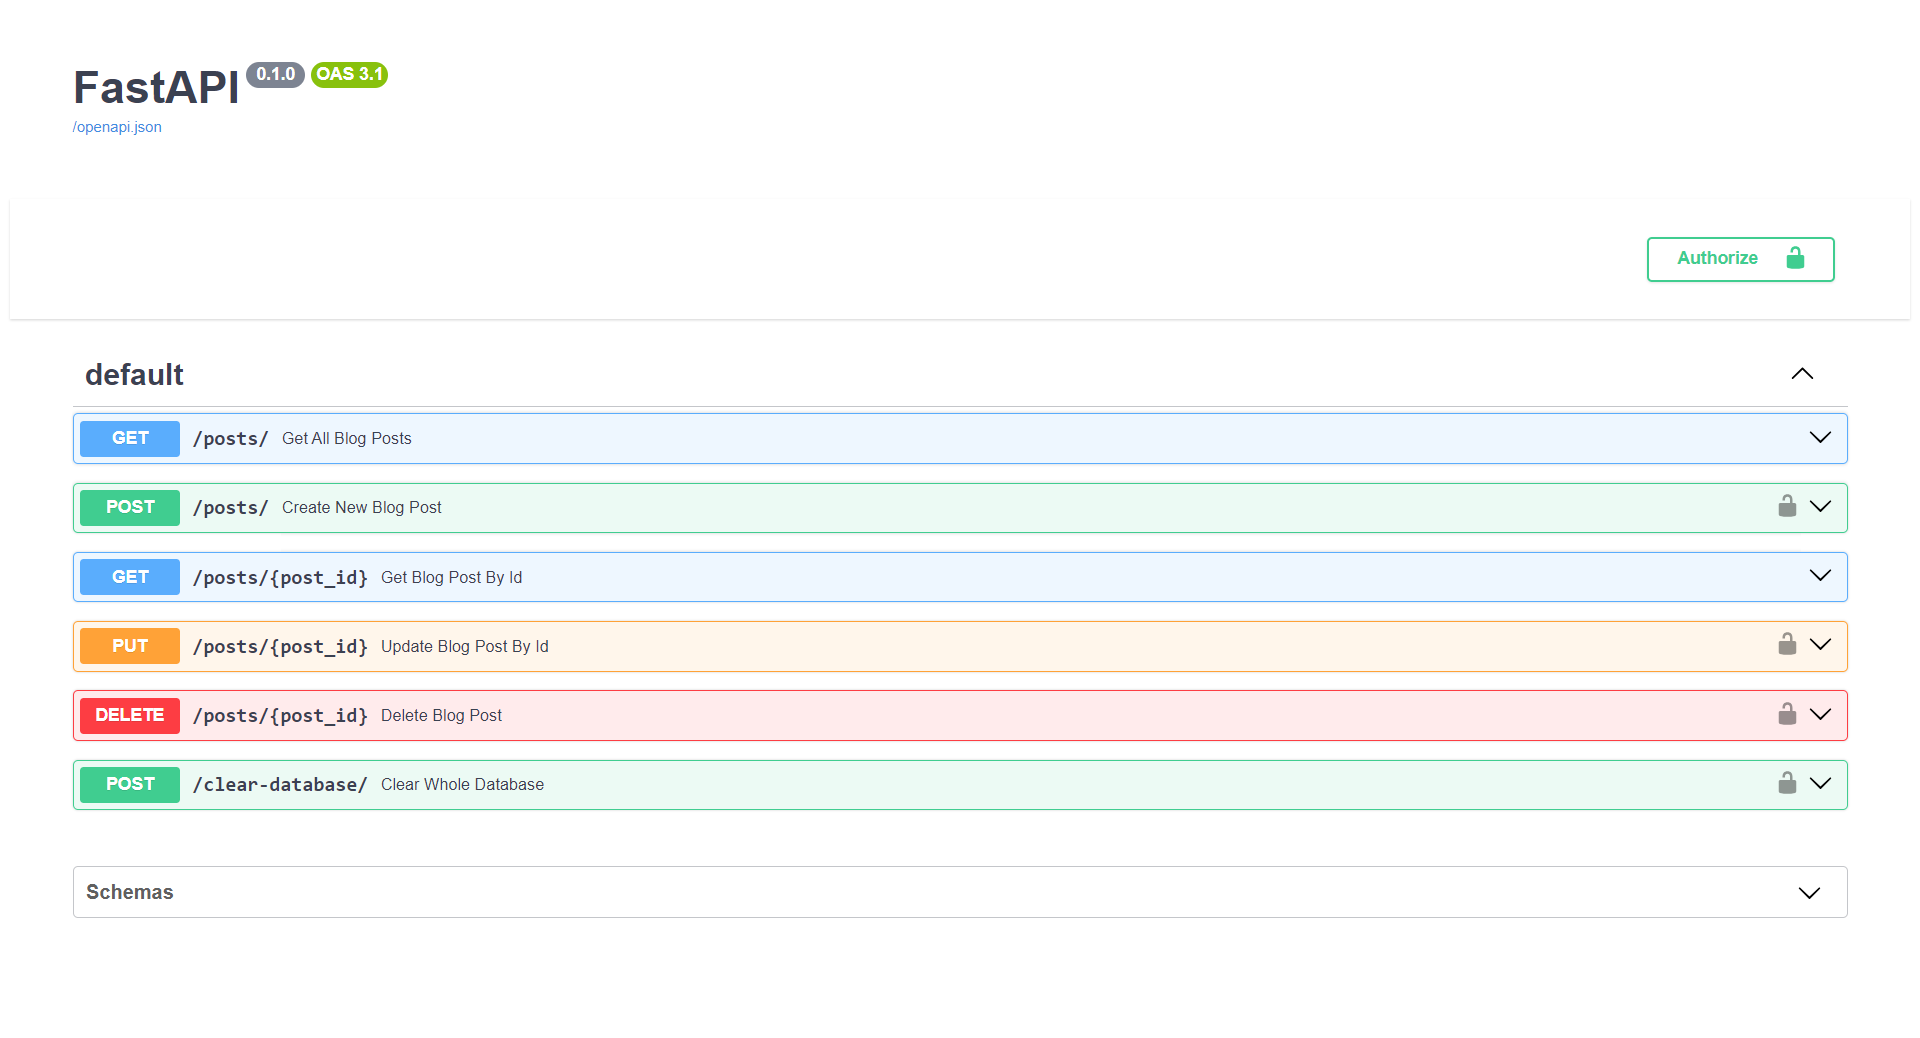 FastAPI 0.1.0 OAS 3.1
/openapi.json
Authorize
default
GET /posts/ Get All Blog Posts
POST /posts/ Create New Blog Post
GET /posts/{post_id} Get Blog Post By Id
PUT /posts/{post_id} Update Blog Post By Id
DELETE /posts/{post_id} Delete Blog Post
POST /clear-database/ Clear Whole Database
Schemas